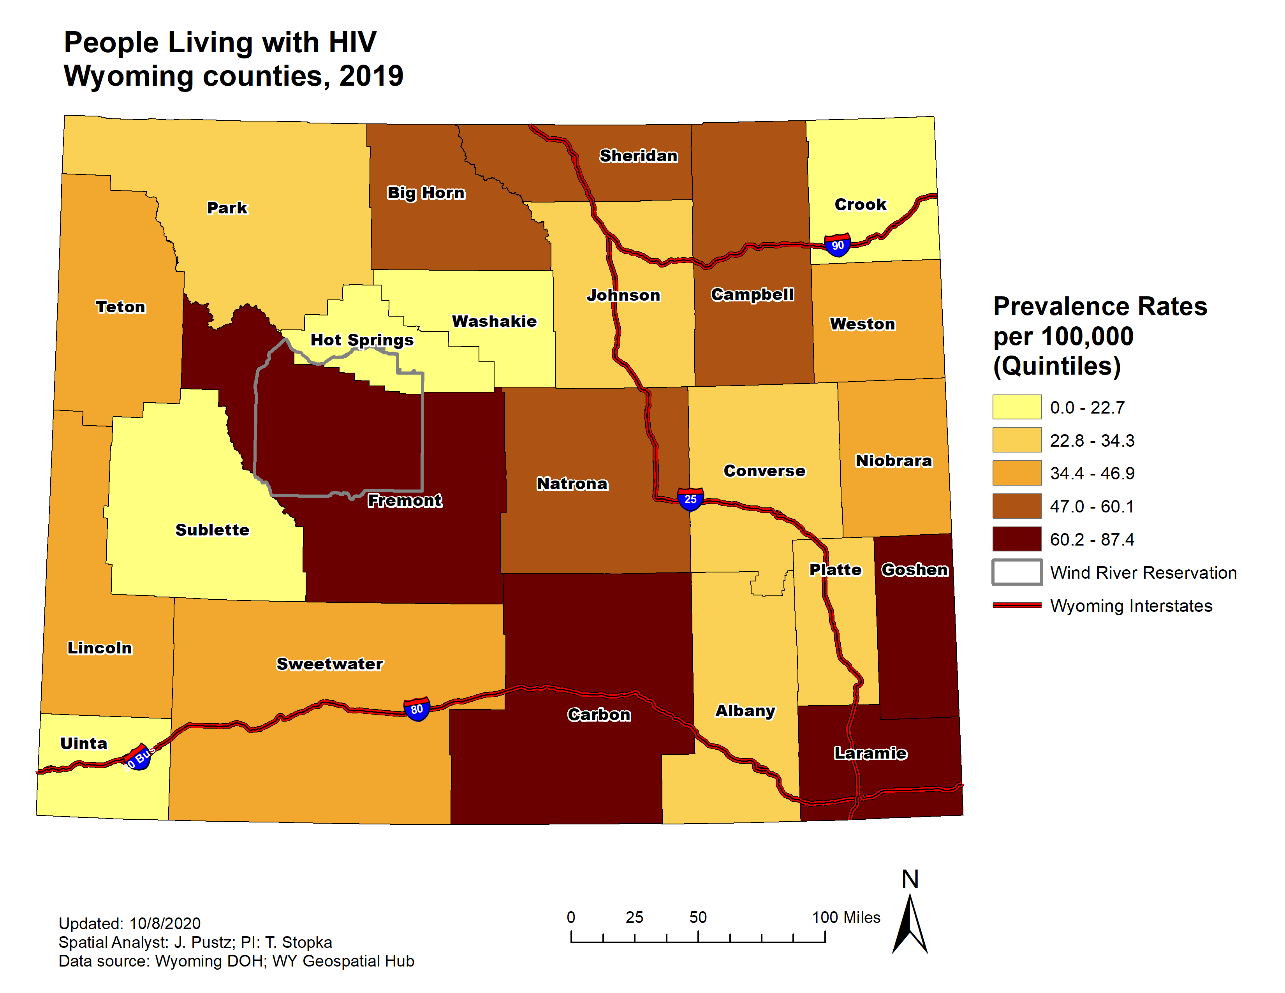 People Living with HIV
Wyoming counties, 2019
Sheridan
Big Horn
Park
Crook
90
Teton
Johnson
Campbell
Washakie
Weston
Hot Springs
Converse
Niobrara
Natrona
25
Fremont
Sublette
Platte
Goshen
Lincoln
Sweetwater
80
Carbon
Albany
Uinta
Laramie
Prevalence Rates
per 100,000
(Quintiles)
0.0 - 22.7
22.8 - 34.3
34.4 - 46.9
47.0 - 60.1
60.2 - 87.4
Wind River Reservation
Wyoming Interstates
N
0 25 50 100 Miles
Updated: 10/8/2020
Spatial Analyst: J. Pustz; PI: T. Stopka
Data source: Wyoming DOH; WY Geospatial Hub